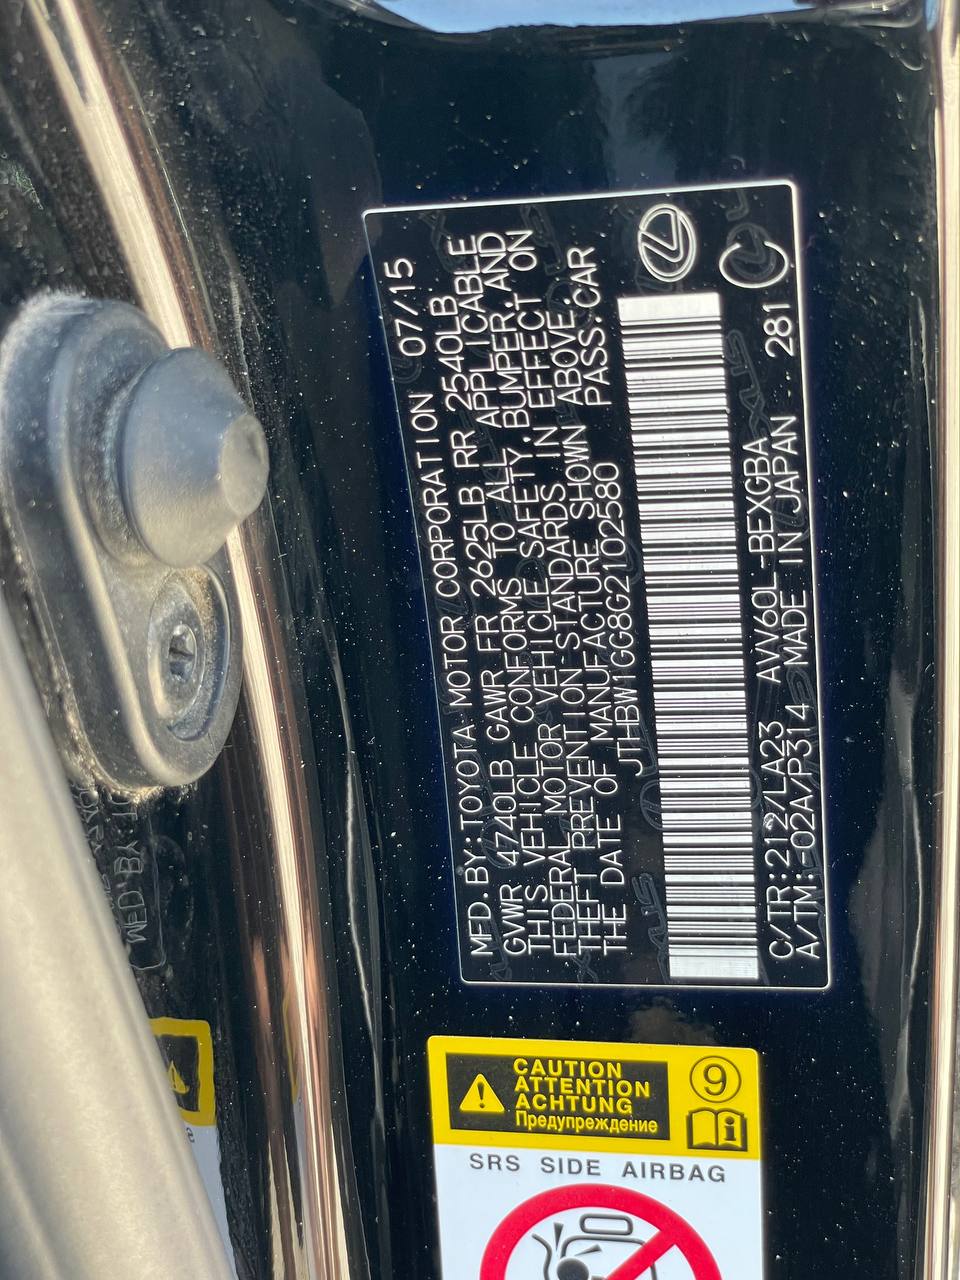 MFD. BY: TOYOTA MOTOR CORPORATION 07/15
GVWR 4740LB GAWR FR 2625LB RR 2540LB
THIS VEHICLE CONFORMS TO ALL APPLICABLE
FEDERAL MOTOR VEHICLE SAFETY, BUMPER, AND
THEFT PREVENTION STANDARDS IN EFFECT ON
THE DATE OF MANUFACTURE SHOWN ABOVE.
JTHBW1GG8G2102580 PASS. CAR
C/TR: 212/LA23 AVV60L-BEXGBA
A/TM: -02A/P314 MADE IN JAPAN 281
CAUTION
ATTENTION
ACHTUNG
Предупреждение
9
SRS SIDE AIRBAG